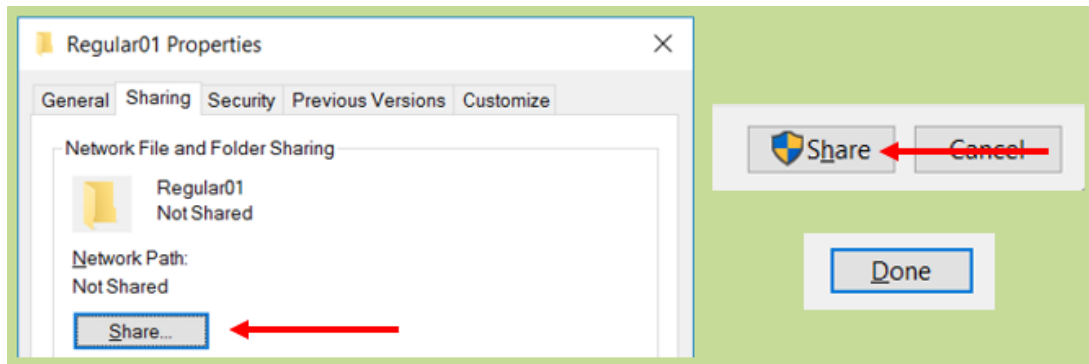 Regular01 Properties
General Sharing Security Previous Versions Customize
Network File and Folder Sharing
Regular01
Not Shared
Network Path:
Not Shared
Share...
Share Cancel
Done